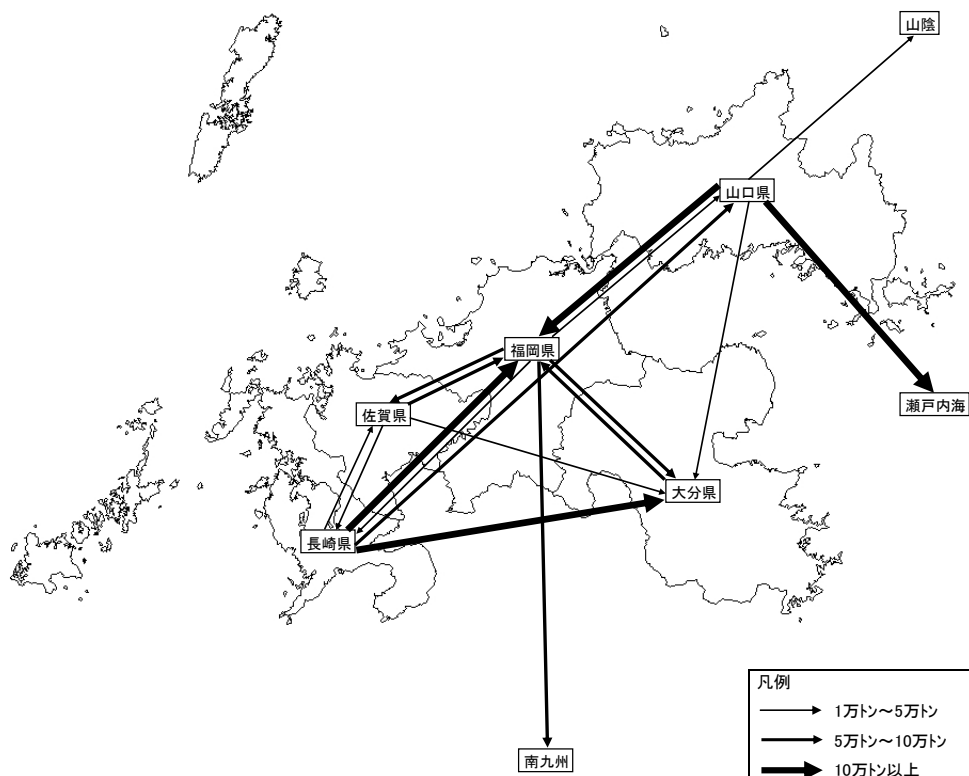 山陰
山口県
福岡県
瀬戸内海
佐賀県
大分県
長崎県
南九州
凡例
1万トン～5万トン
5万トン～10万トン
10万トン以上